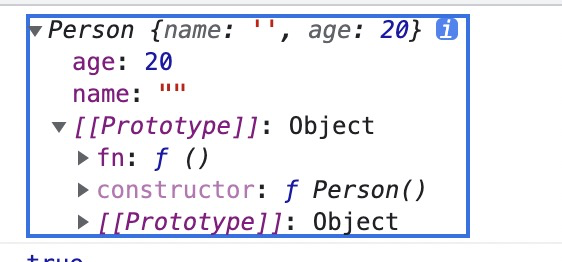 Person {name: '', age: 20} i
age: 20
name: ""
[[Prototype]]: Object
fn: ƒ ()
constructor: ƒ Person()
[[Prototype]]: Object
true